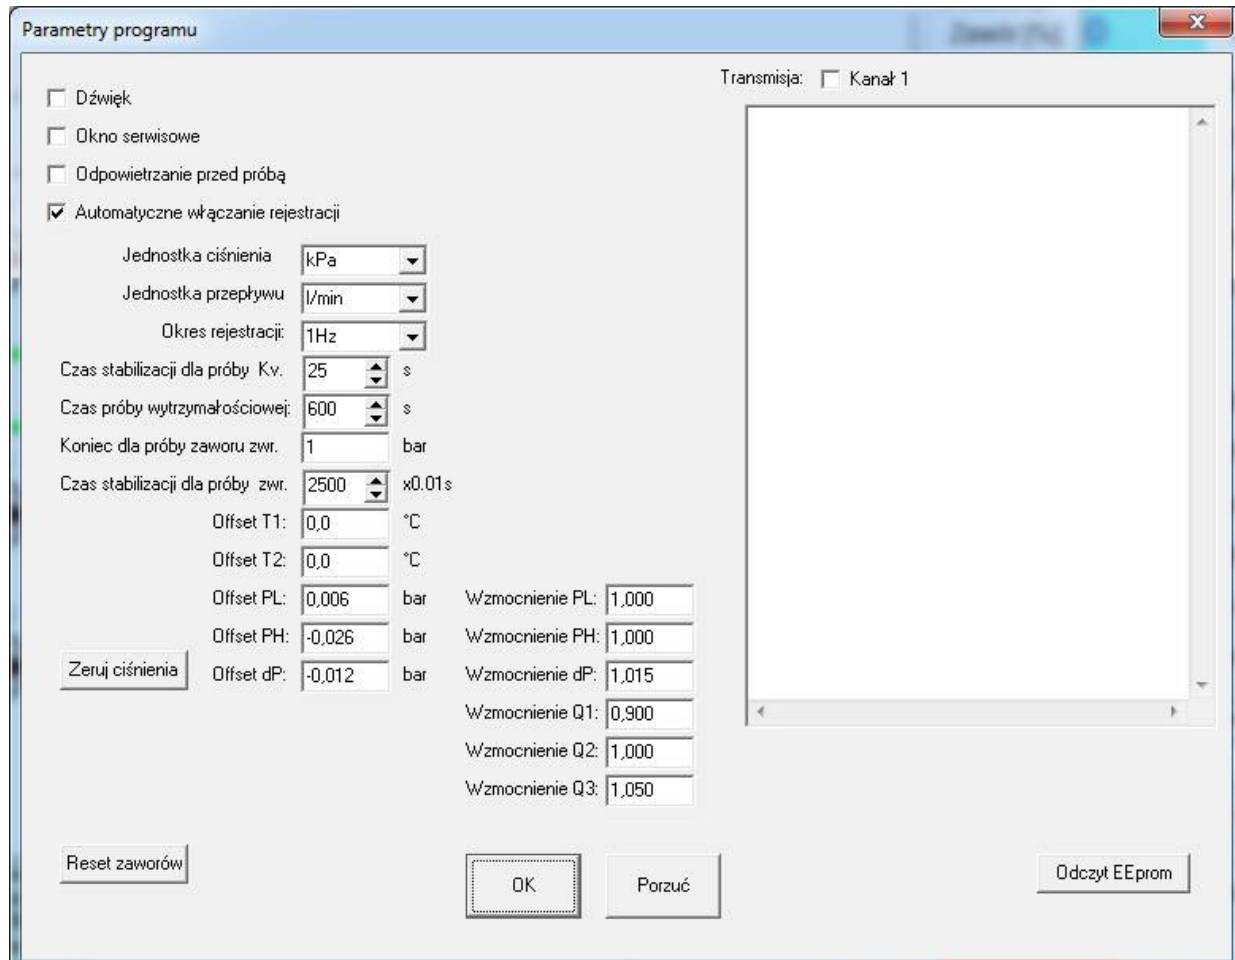 Parametry programu
Zawór [%] 0
Transmisja: Kanał 1
Dźwięk
Okno serwisowe
Odpowietrzanie przed próbą
Automatyczne włączanie rejestracji
Jednostka ciśnienia kPa
Jednostka przepływu l/min
Okres rejestracji: 1Hz
Czas stabilizacji dla próby Kv. 25 s
Czas próby wytrzymałościowej: 600 s
Koniec dla próby zaworu zwr. 1 bar
Czas stabilizacji dla próby zwr. 2500 x0.01s
Offset T1: 0,0 °C
Offset T2: 0,0 °C
Offset PL: 0,006 bar Wzmocnienie PL: 1,000
Offset PH: -0,026 bar Wzmocnienie PH: 1,000
Zeruj ciśnienia Offset dP: -0,012 bar Wzmocnienie dP: 1,015
Wzmocnienie Q1: 0,900
Wzmocnienie Q2: 1,000
Wzmocnienie Q3: 1,050
Reset zaworów OK Porzuć Odczyt EEprom